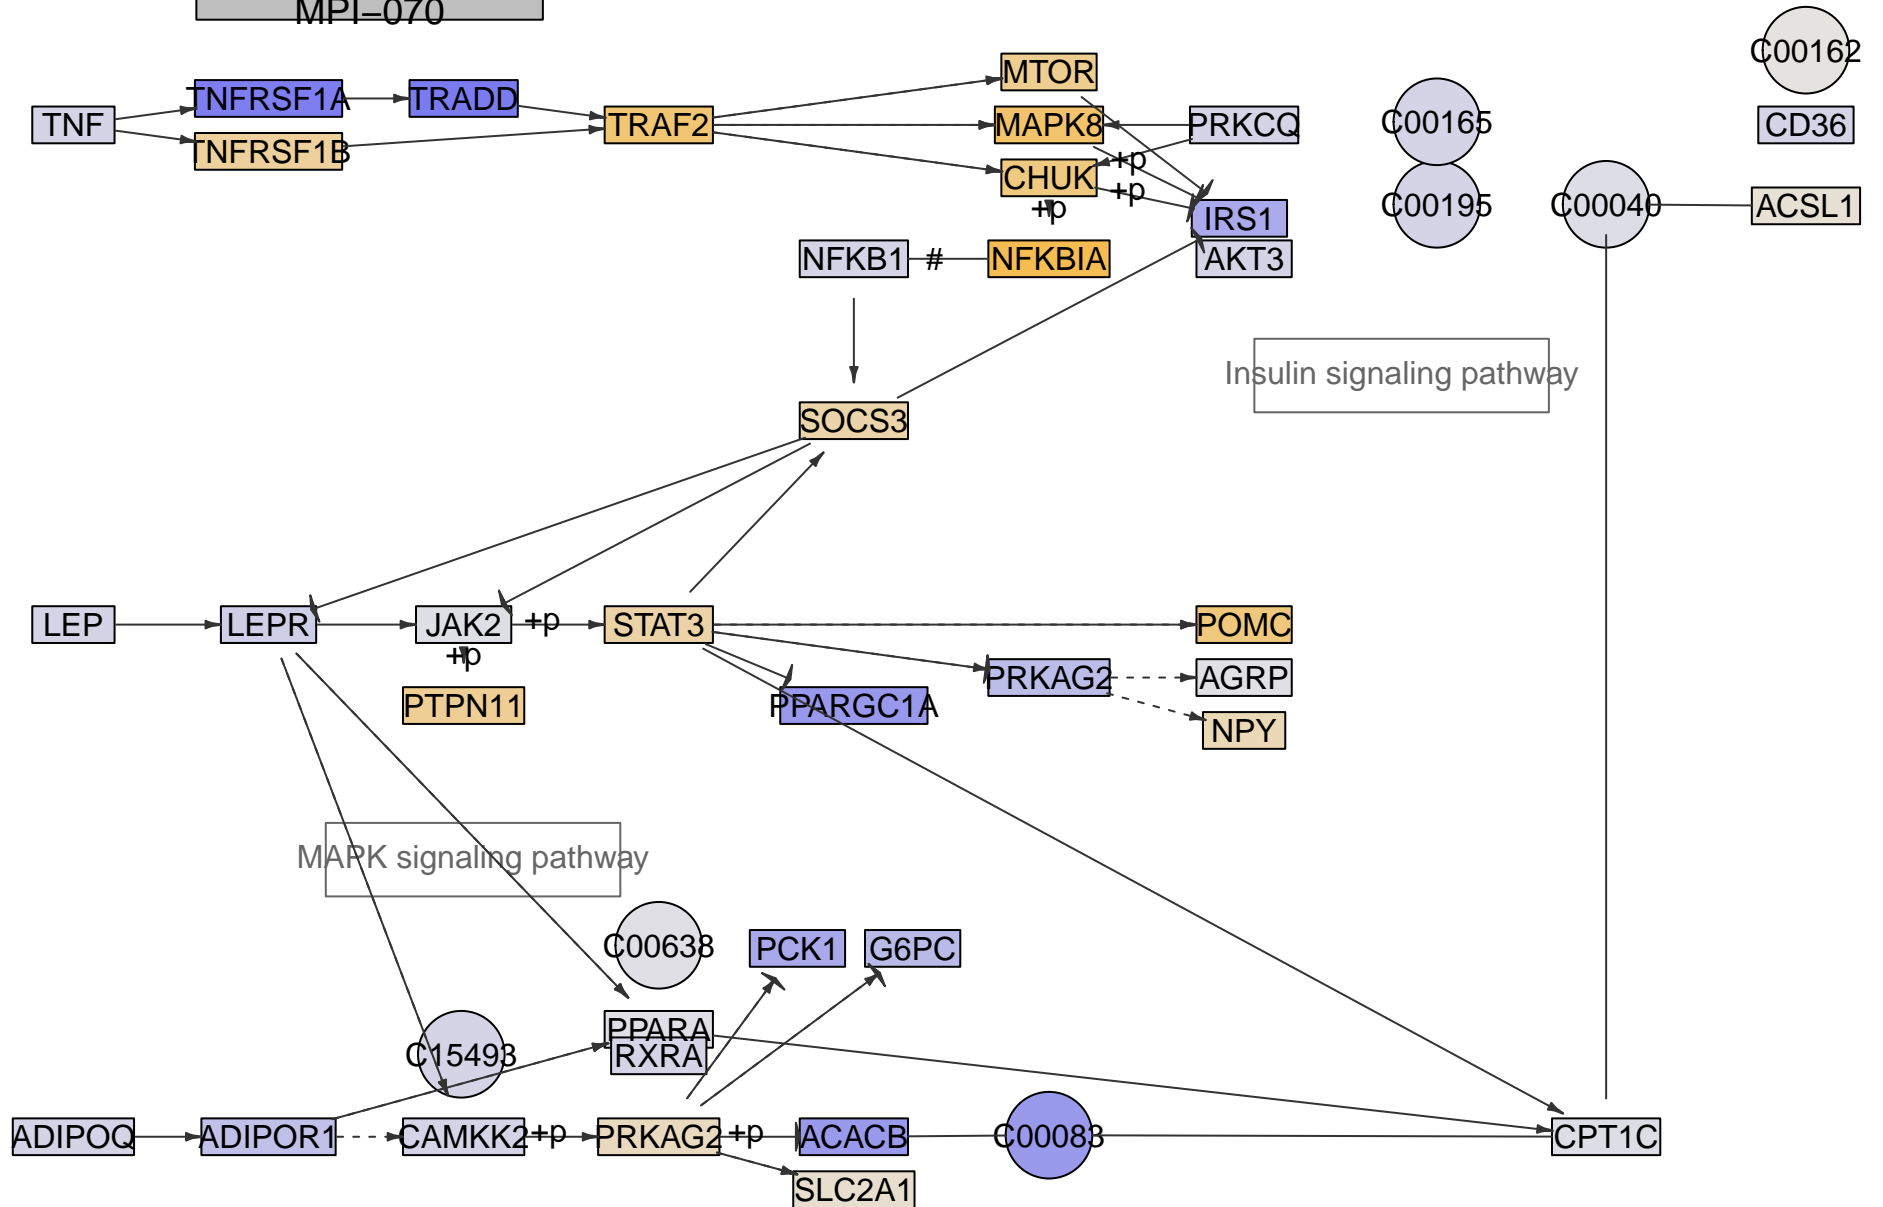 MPI–070
C00162
TNFRSF1A
TRADD
MTOR
TNF
TRAF2
MAPK8
PRKCQ
C00165
CD36
TNFRSF1B
+p
CHUK
+p
+p
IRS1
C00195
C00040
ACSL1
NFKB1
#
NFKBIA
AKT3
Insulin signaling pathway
SOCS3
LEP
LEPR
JAK2
+p
STAT3
POMC
+p
PRKAG2
AGRP
PTPN11
PPARGC1A
NPY
MAPK signaling pathway
C00638
PCK1
G6PC
PPARA
RXRA
C15493
ADIPOQ
ADIPOR1
CAMKK2
+p
PRKAG2
+p
ACACB
C00083
CPT1C
SLC2A1